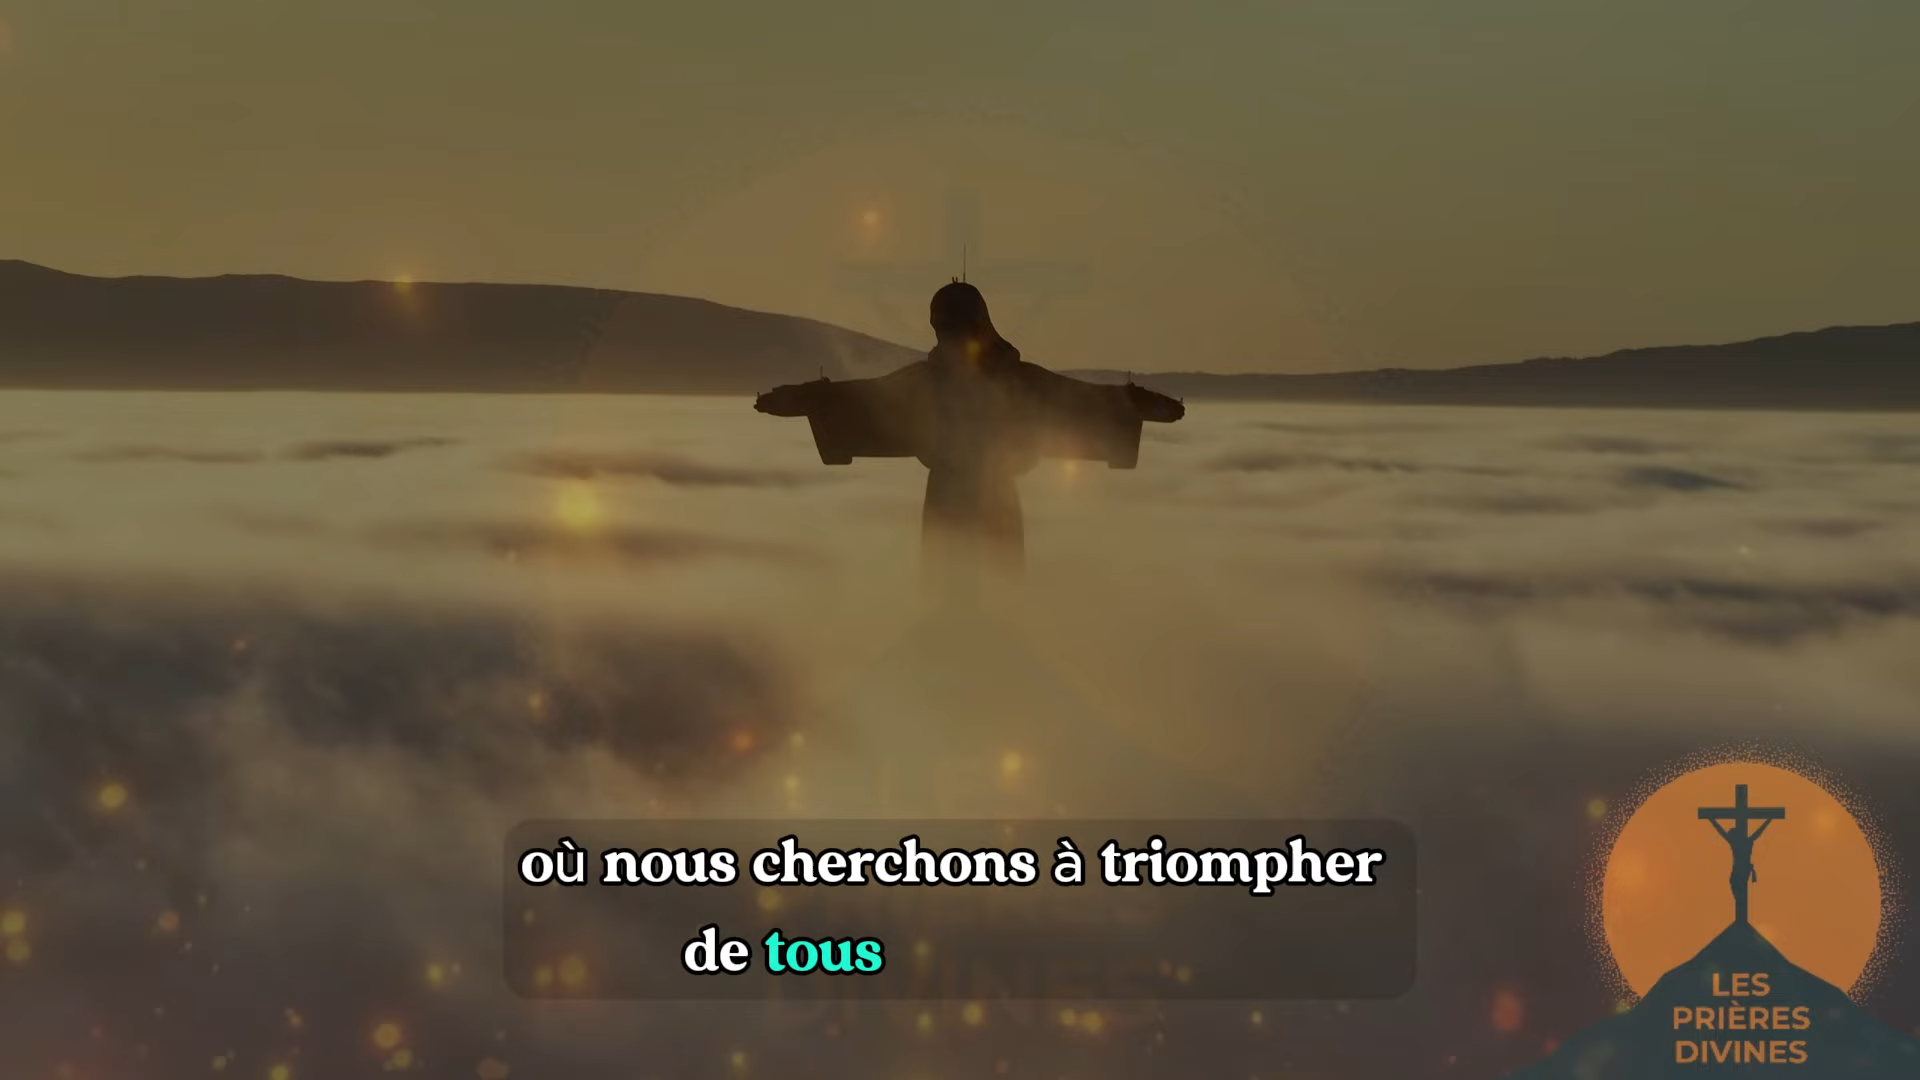 où nous cherchons à triompher
de tous
LES
PRIÈRES
DIVINES